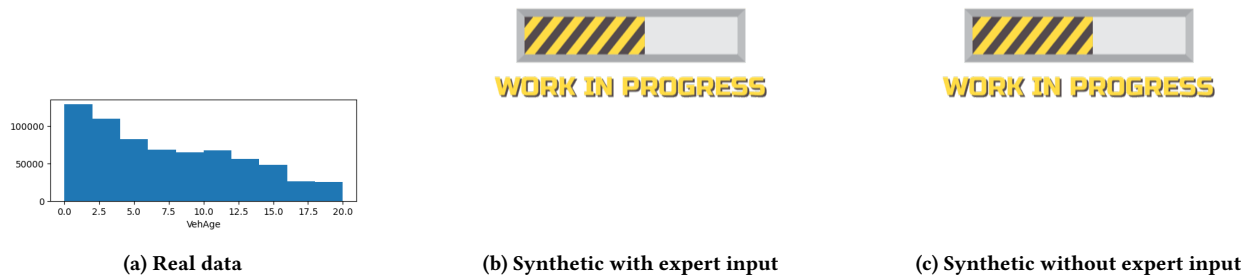 WORK IN PROGRESS
WORK IN PROGRESS
100000
50000
0
0.0 2.5 5.0 7.5 10.0 12.5 15.0 17.5 20.0
VehAge
(a) Real data
(b) Synthetic with expert input
(c) Synthetic without expert input